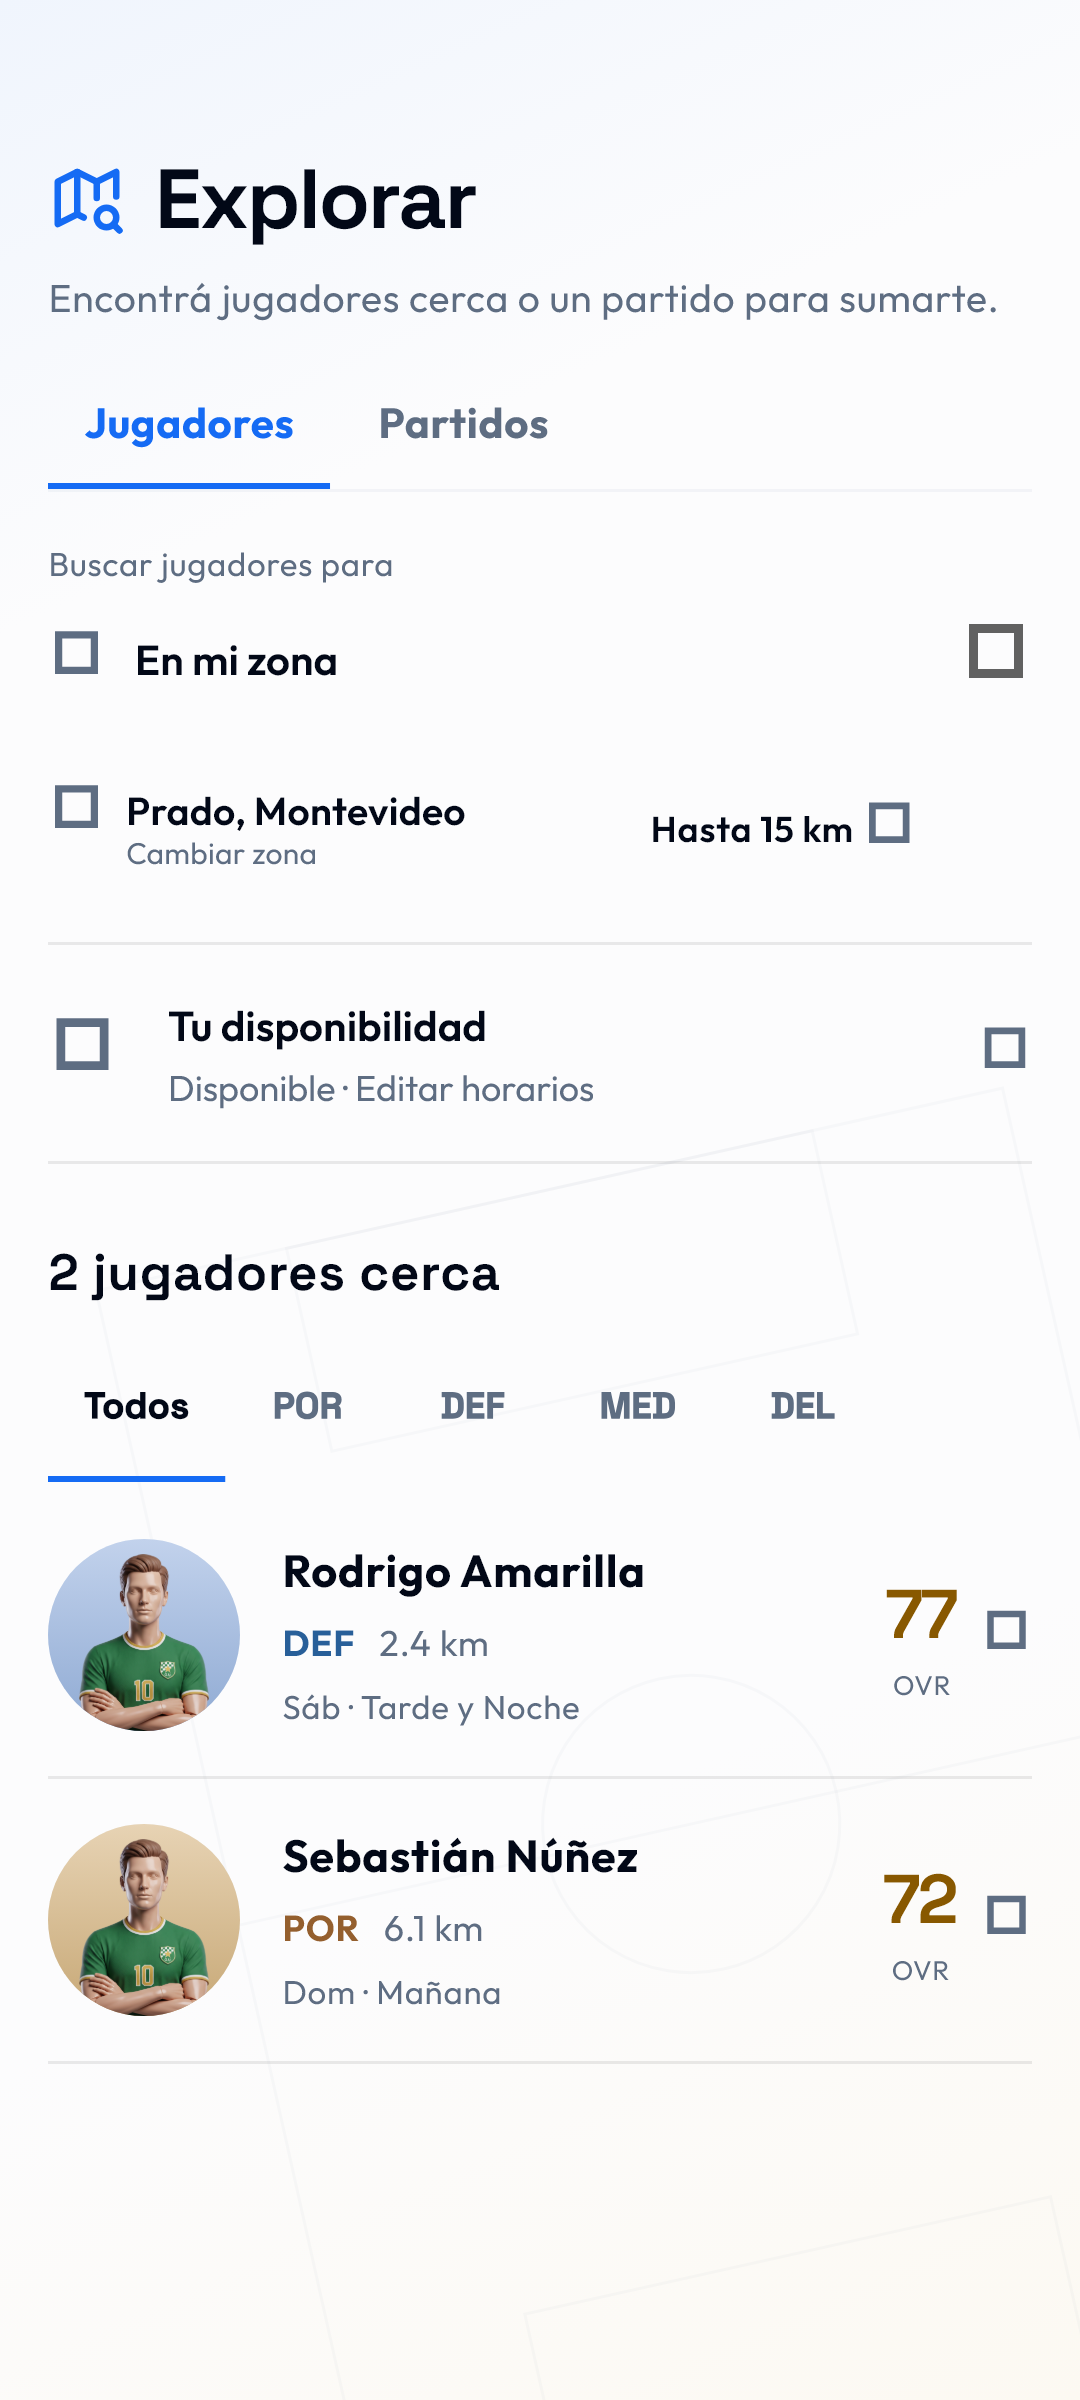 Explorar
Encontrá jugadores cerca o un partido para sumarte.
Jugadores Partidos
Buscar jugadores para
En mi zona
Prado, Montevideo
Cambiar zona
Hasta 15 km
Tu disponibilidad
Disponible · Editar horarios
2 jugadores cerca
Todos POR DEF MED DEL
Rodrigo Amarilla
DEF 2.4 km
Sáb · Tarde y Noche
77
OVR
10
Sebastián Núñez
POR 6.1 km
Dom · Mañana
72
OVR
10